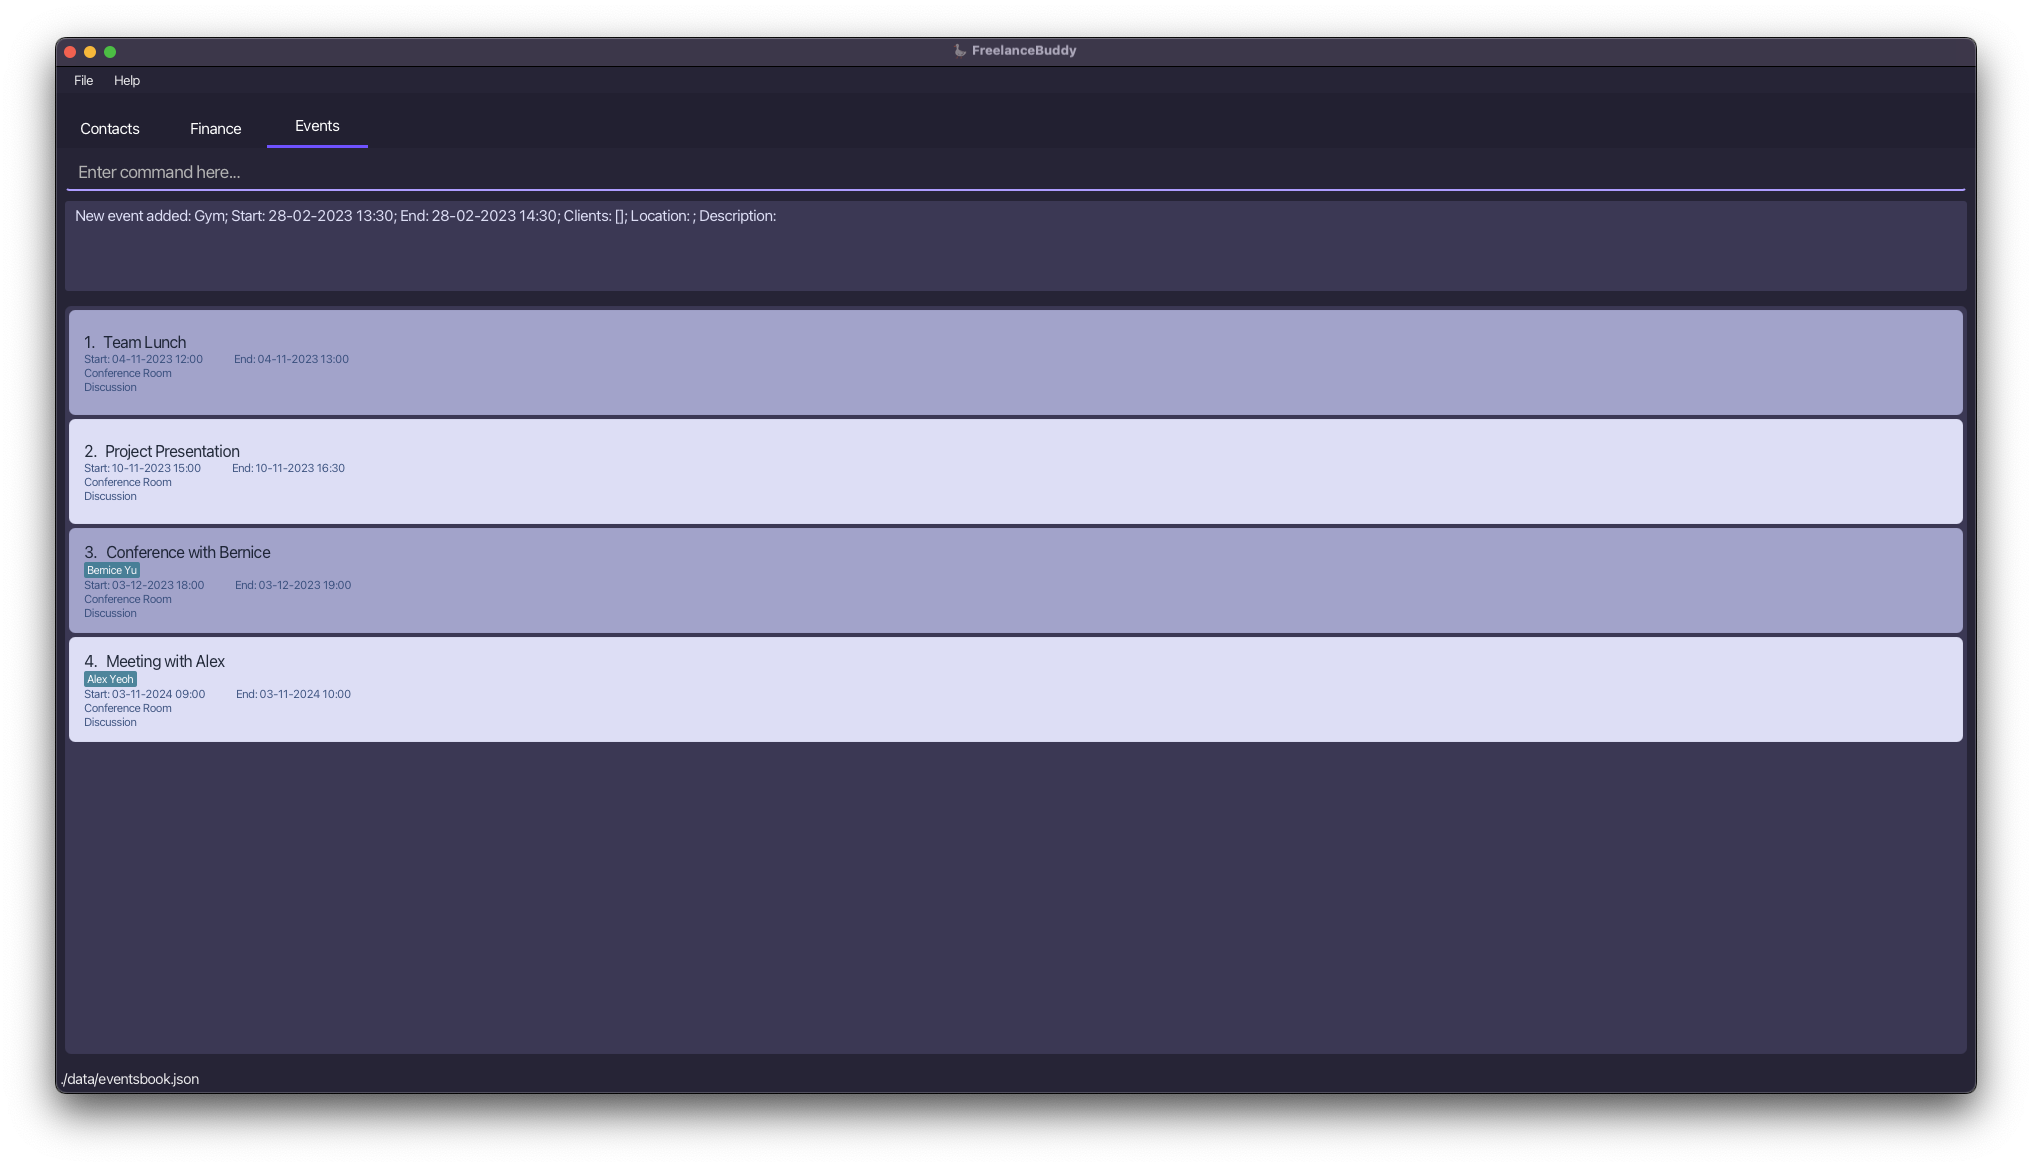 FreelanceBuddy
File Help
Contacts Finance Events
Enter command here...
New event added: Gym; Start: 28-02-2023 13:30; End: 28-02-2023 14:30; Clients: []; Location: ; Description:
1. Team Lunch
Start: 04-11-2023 12:00 End: 04-11-2023 13:00
Conference Room
Discussion
2. Project Presentation
Start: 10-11-2023 15:00 End: 10-11-2023 16:30
Conference Room
Discussion
3. Conference with Bernice
Bernice Yu
Start: 03-12-2023 18:00 End: 03-12-2023 19:00
Conference Room
Discussion
4. Meeting with Alex
Alex Yeoh
Start: 03-11-2024 09:00 End: 03-11-2024 10:00
Conference Room
Discussion
./data/eventsbook.json